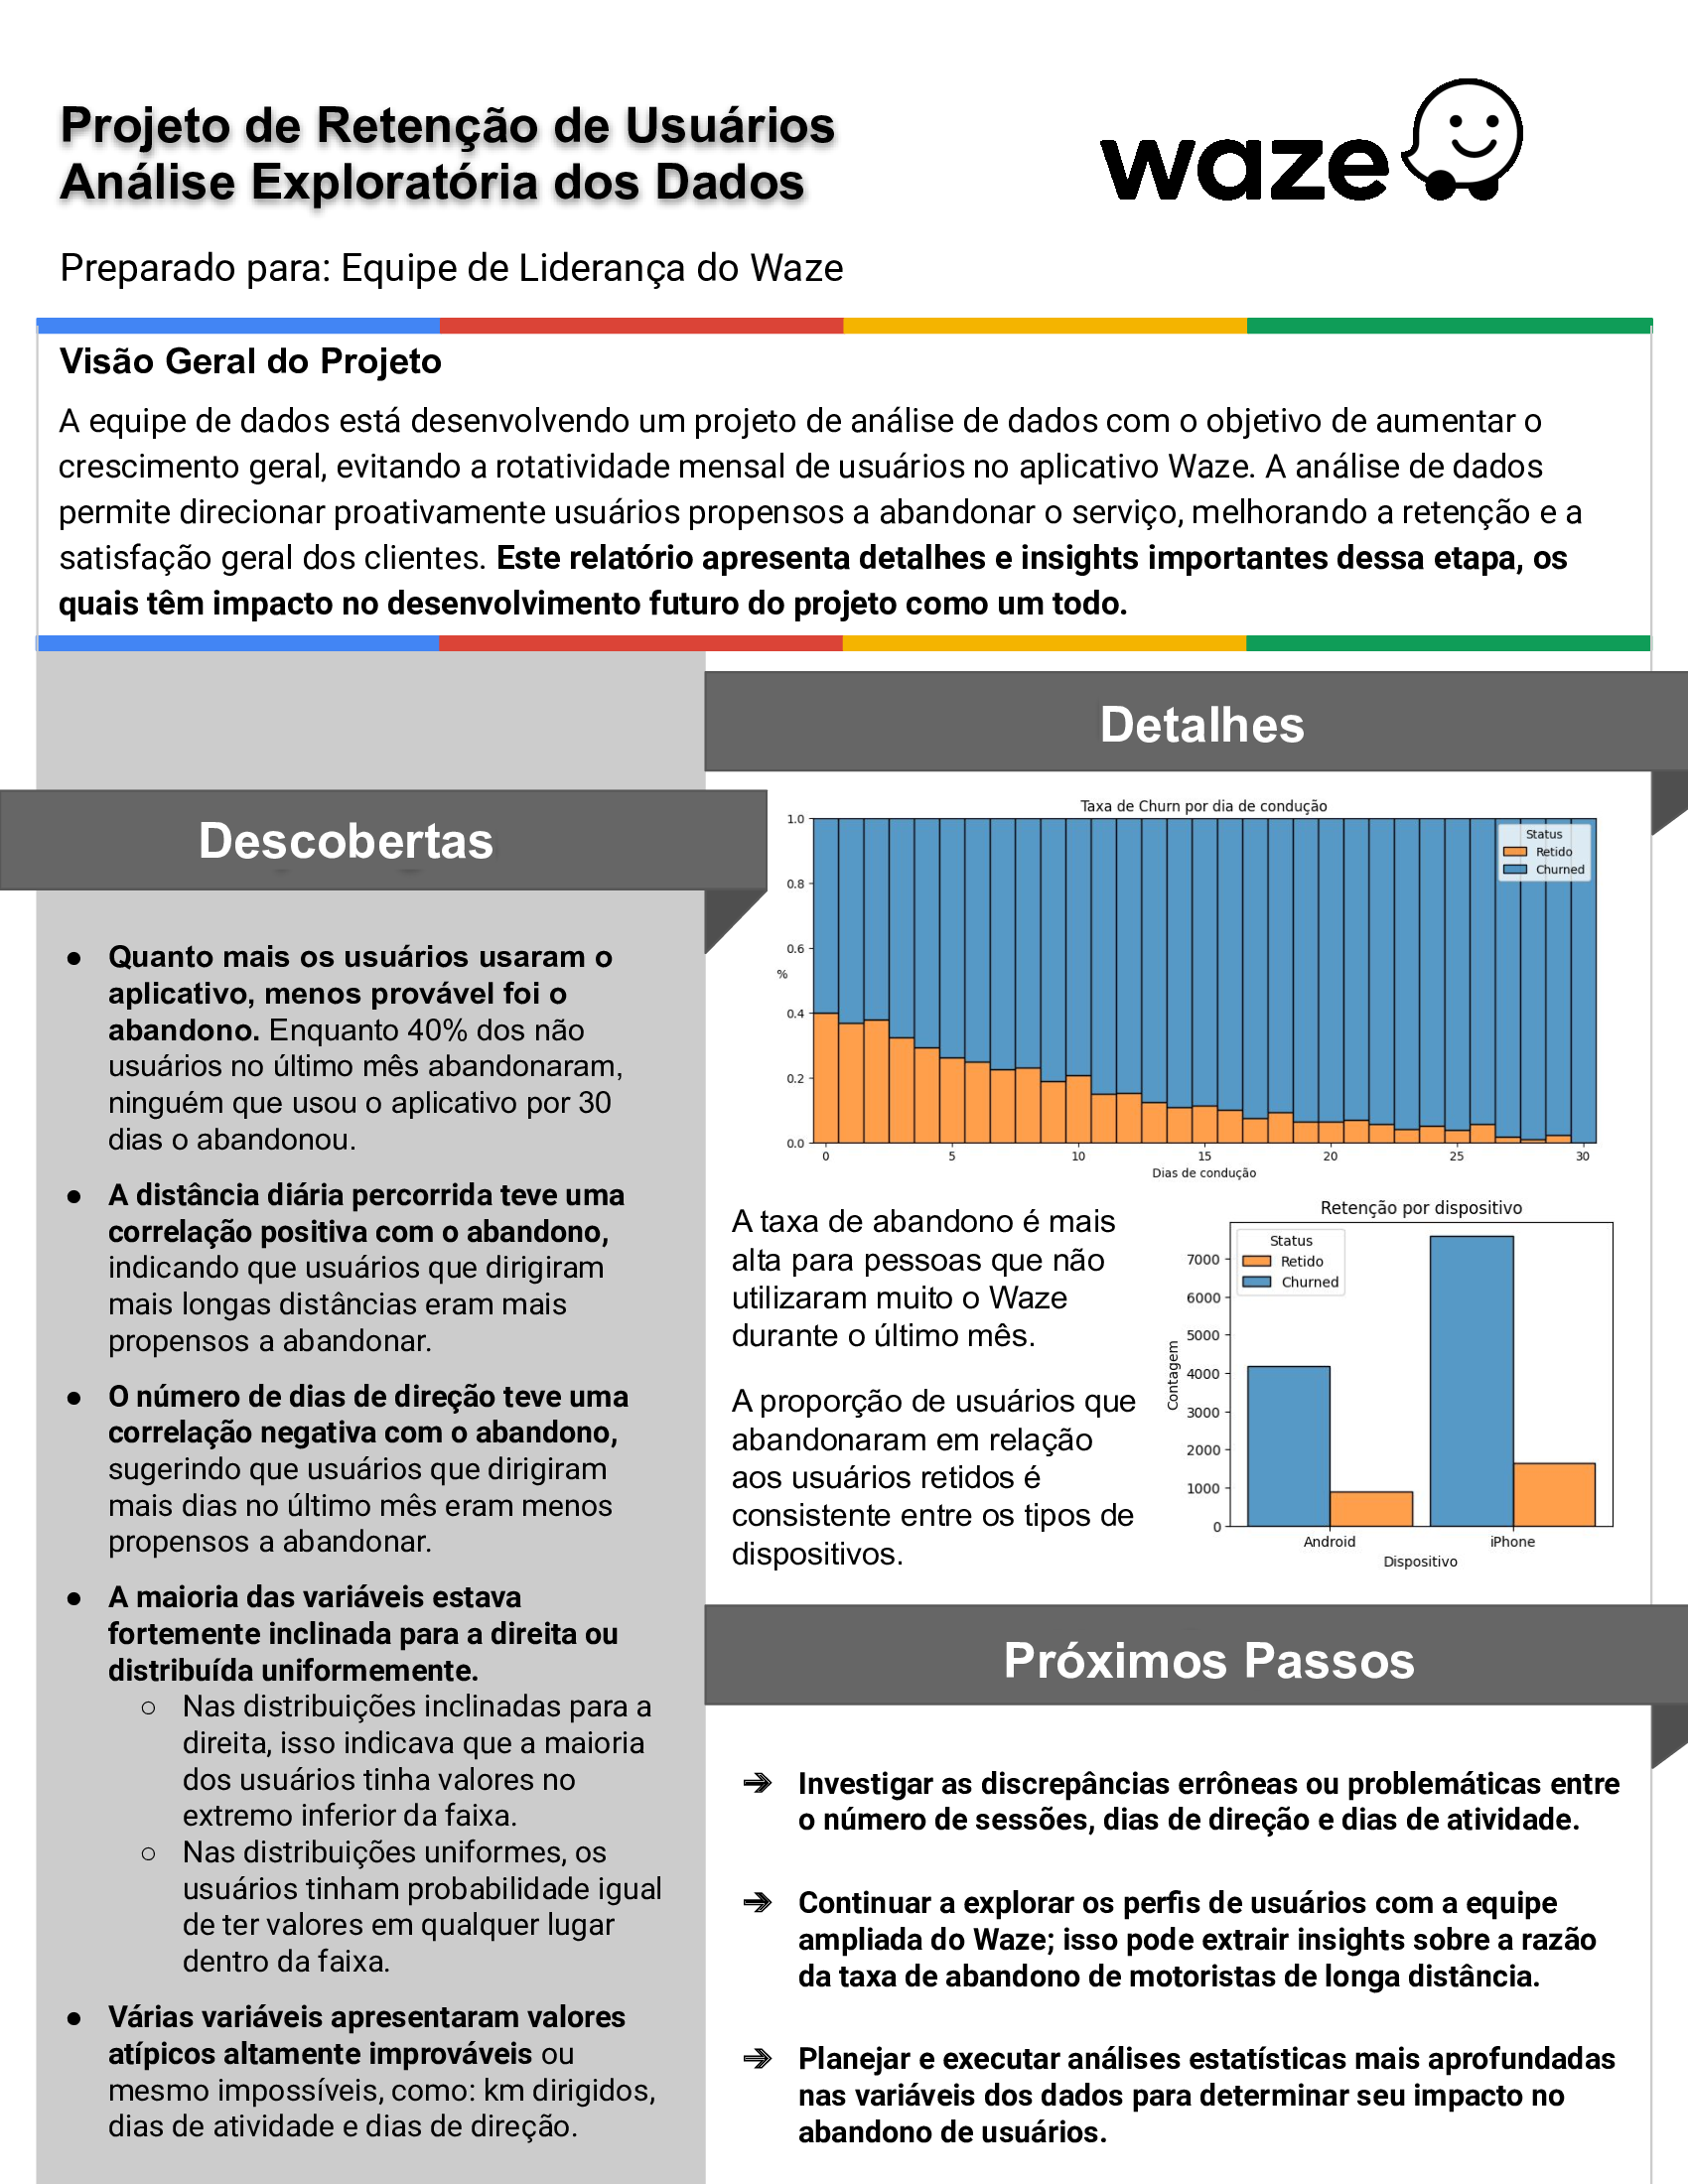 Projeto de Retenção de Usuários
Análise Exploratória dos Dados
waze
Preparado para: Equipe de Liderança do Waze
Visão Geral do Projeto
A equipe de dados está desenvolvendo um projeto de análise de dados com o objetivo de aumentar o
crescimento geral, evitando a rotatividade mensal de usuários no aplicativo Waze. A análise de dados
permite direcionar proativamente usuários propensos a abandonar o serviço, melhorando a retenção e a
satisfação geral dos clientes. Este relatório apresenta detalhes e insights importantes dessa etapa, os
quais têm impacto no desenvolvimento futuro do projeto como um todo.
Descobertas
● Quanto mais os usuários usaram o
aplicativo, menos provável foi o
abandono. Enquanto 40% dos não
usuários no último mês abandonaram,
ninguém que usou o aplicativo por 30
dias o abandonou.
● A distância diária percorrida teve uma
correlação positiva com o abandono,
indicando que usuários que dirigiram
mais longas distâncias eram mais
propensos a abandonar.
● O número de dias de direção teve uma
correlação negativa com o abandono,
sugerindo que usuários que dirigiram
mais dias no último mês eram menos
propensos a abandonar.
● A maioria das variáveis estava
fortemente inclinada para a direita ou
distribuída uniformemente.
○ Nas distribuições inclinadas para a
direita, isso indicava que a maioria
dos usuários tinha valores no
extremo inferior da faixa.
○ Nas distribuições uniformes, os
usuários tinham probabilidade igual
de ter valores em qualquer lugar
dentro da faixa.
● Várias variáveis apresentaram valores
atípicos altamente improváveis ou
mesmo impossíveis, como: km dirigidos,
dias de atividade e dias de direção.
Detalhes
Taxa de Churn por dia de condução
1.0
0.8
0.6
%
0.4
0.2
0.0
Status
Retido
Churned
0 5 10 15 20 25 30
Dias de condução
A taxa de abandono é mais
alta para pessoas que não
utilizaram muito o Waze
durante o último mês.
A proporção de usuários que
abandonaram em relação
aos usuários retidos é
consistente entre os tipos de
dispositivos.
Retenção por dispositivo
Status
Retido
Churned
Contagem
7000
6000
5000
4000
3000
2000
1000
0
Android iPhone
Dispositivo
Próximos Passos
➔ Investigar as discrepâncias errôneas ou problemáticas entre
o número de sessões, dias de direção e dias de atividade.
➔ Continuar a explorar os perfis de usuários com a equipe
ampliada do Waze; isso pode extrair insights sobre a razão
da taxa de abandono de motoristas de longa distância.
➔ Planejar e executar análises estatísticas mais aprofundadas
nas variáveis dos dados para determinar seu impacto no
abandono de usuários.